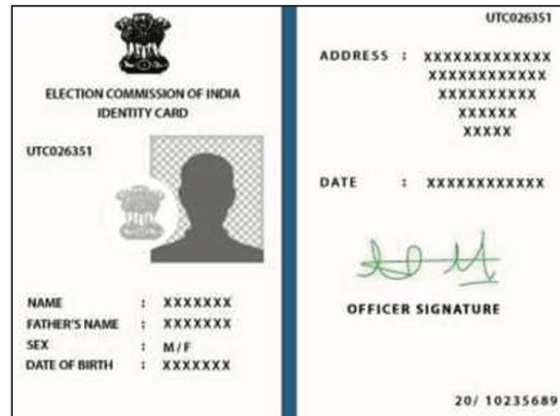 ELECTION COMMISSION OF INDIA
IDENTITY CARD
UTC026351
NAME : XXXXXXX
FATHER'S NAME : XXXXXXX
SEX : M/F
DATE OF BIRTH : XXXXXXX
UTC026351
ADDRESS : XXXXXXXXXXXXX
XXXXXXXXXXXX
XXXXXXXXXX
XXXXXX
XXXXX
DATE : XXXXXXXXXXXX
OFFICER SIGNATURE
20/ 10235689